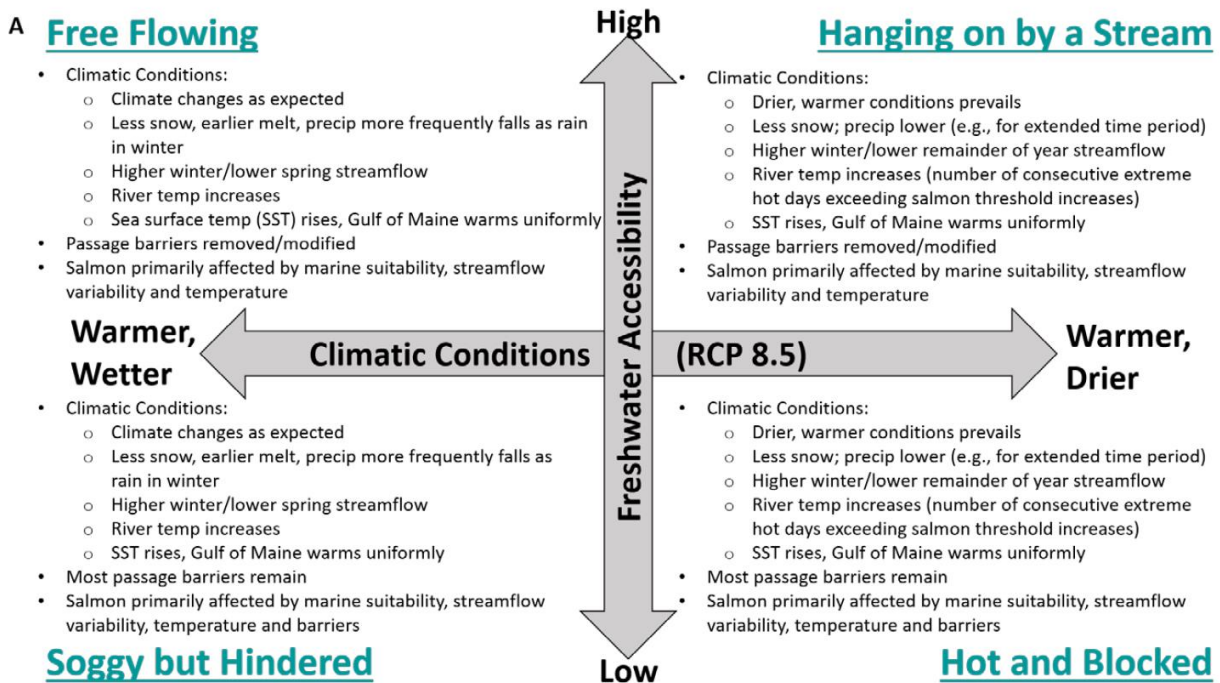 A
Free Flowing
• Climatic Conditions:
o Climate changes as expected
o Less snow, earlier melt, precip more frequently falls as rain
in winter
o Higher winter/lower spring streamflow
o River temp increases
o Sea surface temp (SST) rises, Gulf of Maine warms uniformly
• Passage barriers removed/modified
• Salmon primarily affected by marine suitability, streamflow
variability and temperature
High
Hanging on by a Stream
• Climatic Conditions:
o Drier, warmer conditions prevails
o Less snow; precip lower (e.g., for extended time period)
o Higher winter/lower remainder of year streamflow
o River temp increases (number of consecutive extreme
hot days exceeding salmon threshold increases)
o SST rises, Gulf of Maine warms uniformly
• Passage barriers removed/modified
• Salmon primarily affected by marine suitability, streamflow
variability and temperature
Warmer,
Wetter
Climatic Conditions (RCP 8.5)
Freshwater Accessibility
Warmer,
Drier
• Climatic Conditions:
o Climate changes as expected
o Less snow, earlier melt, precip more frequently falls as
rain in winter
o Higher winter/lower spring streamflow
o River temp increases
o SST rises, Gulf of Maine warms uniformly
• Most passage barriers remain
• Salmon primarily affected by marine suitability, streamflow
variability, temperature and barriers
Soggy but Hindered
• Climatic Conditions:
o Drier, warmer conditions prevails
o Less snow; precip lower (e.g., for extended time period)
o Higher winter/lower remainder of year streamflow
o River temp increases (number of consecutive extreme
hot days exceeding salmon threshold increases)
o SST rises, Gulf of Maine warms uniformly
• Most passage barriers remain
• Salmon primarily affected by marine suitability, streamflow
variability, temperature and barriers
Low
Hot and Blocked